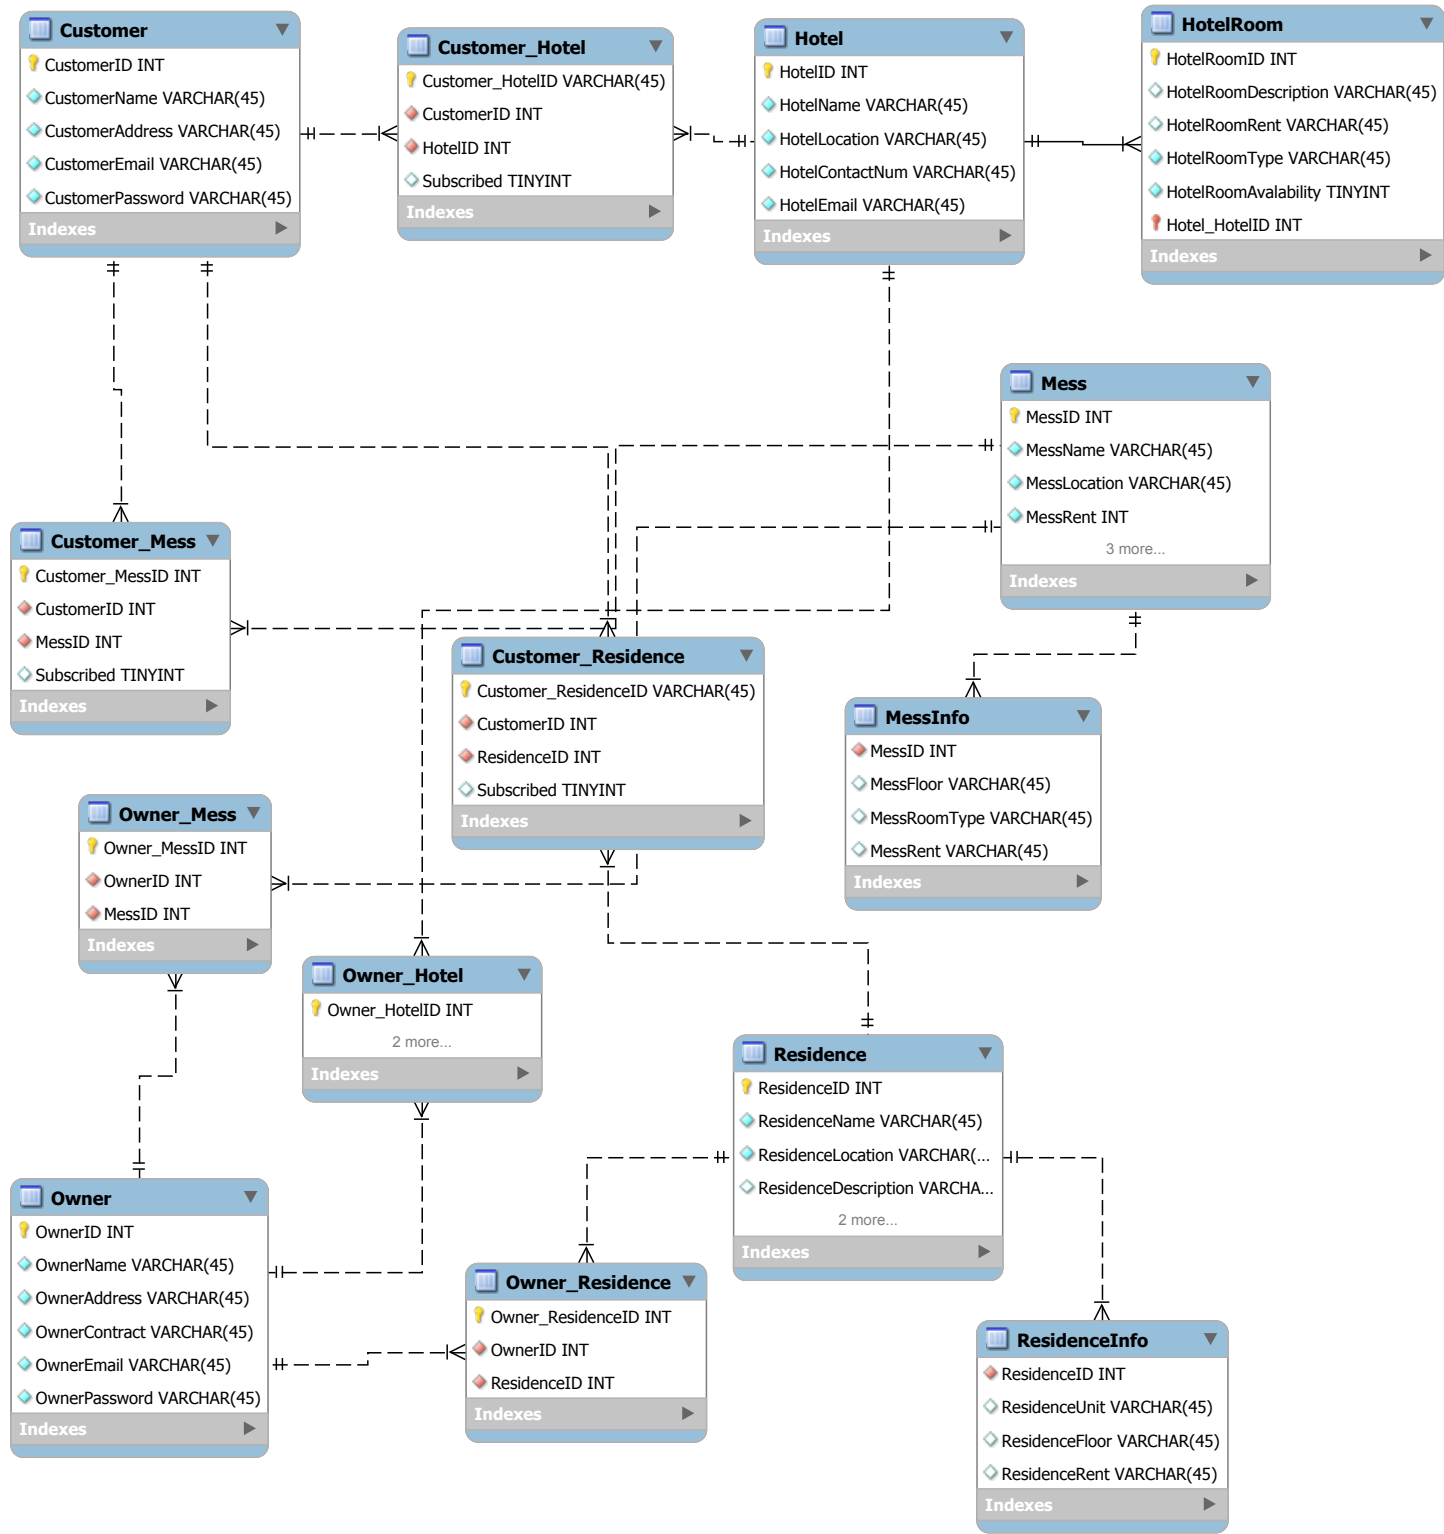 Customer
CustomerID INT
CustomerName VARCHAR(45)
CustomerAddress VARCHAR(45)
CustomerEmail VARCHAR(45)
CustomerPassword VARCHAR(45)
Indexes
Customer_Hotel
Customer_HotelID VARCHAR(45)
CustomerID INT
HotelID INT
Subscribed TINYINT
Indexes
Hotel
HotelID INT
HotelName VARCHAR(45)
HotelLocation VARCHAR(45)
HotelContactNum VARCHAR(45)
HotelEmail VARCHAR(45)
Indexes
HotelRoom
HotelRoomID INT
HotelRoomDescription VARCHAR(45)
HotelRoomRent VARCHAR(45)
HotelRoomType VARCHAR(45)
HotelRoomAvalability TINYINT
Hotel_HotelID INT
Indexes
Mess
MessID INT
MessName VARCHAR(45)
MessLocation VARCHAR(45)
MessRent INT
3 more...
Indexes
Customer_Mess
Customer_MessID INT
CustomerID INT
MessID INT
Subscribed TINYINT
Indexes
Customer_Residence
Customer_ResidenceID VARCHAR(45)
CustomerID INT
ResidenceID INT
Subscribed TINYINT
Indexes
MessInfo
MessID INT
MessFloor VARCHAR(45)
MessRoomType VARCHAR(45)
MessRent VARCHAR(45)
Indexes
Owner_Mess
Owner_MessID INT
OwnerID INT
MessID INT
Indexes
Owner_Hotel
Owner_HotelID INT
2 more...
Indexes
Residence
ResidenceID INT
ResidenceName VARCHAR(45)
ResidenceLocation VARCHAR(...
ResidenceDescription VARCHA...
2 more...
Indexes
Owner
OwnerID INT
OwnerName VARCHAR(45)
OwnerAddress VARCHAR(45)
OwnerContract VARCHAR(45)
OwnerEmail VARCHAR(45)
OwnerPassword VARCHAR(45)
Indexes
Owner_Residence
Owner_ResidenceID INT
OwnerID INT
ResidenceID INT
Indexes
ResidenceInfo
ResidenceID INT
ResidenceUnit VARCHAR(45)
ResidenceFloor VARCHAR(45)
ResidenceRent VARCHAR(45)
Indexes